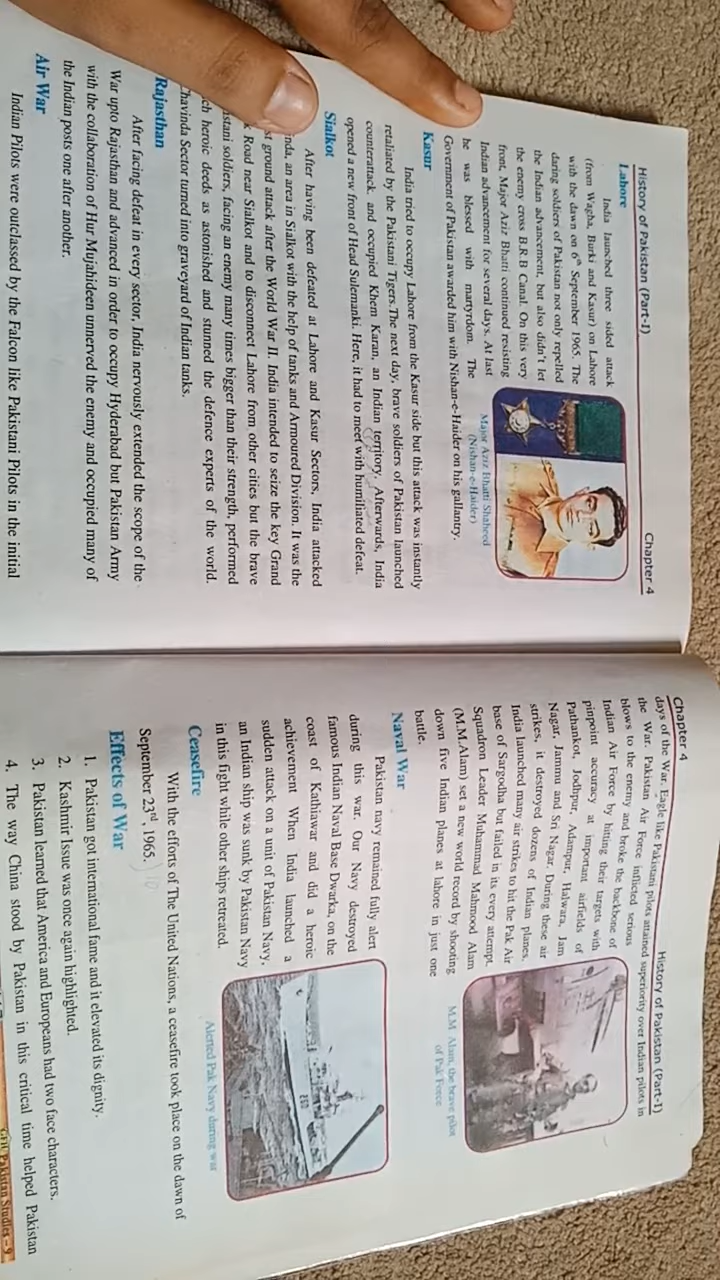 History of Pakistan (Part-I)
Chapter 4
Lahore
India launched three sided attack
(from Wagha, Burki and Kasur) on Lahore
with the dawn on 6th September 1965. The
daring soldiers of Pakistan not only repelled
the Indian advancement, but also didn't let
the enemy cross B.R.B Canal. On this very
front, Major Aziz Bhatti continued resisting
Indian advancement for several days. At last
he was blessed with martyrdom. The
Government of Pakistan awarded him with Nishan-e-Haider on his gallantry.
Major Aziz Bhatti Shaheed
(Nishan-e-Haider)
Kasur
India tried to occupy Lahore from the Kasur side but this attack was instantly
retaliated by the Pakistani Tigers.The next day, brave soldiers of Pakistan launched
counterattack and occupied Khem Karan, an Indian territory. Afterwards, India
opened a new front of Head Sulemanki. Here, it had to meet with humiliated defeat.
Sialkot
After having been defeated at Lahore and Kasur Sectors, India attacked
inda, an area in Sialkot with the help of tanks and Armoured Division. It was the
st ground attack after the World War II. India intended to seize the key Grand
k Road near Sialkot and to disconnect Lahore from other cities but the brave
stani soldiers, facing an enemy many times bigger than their strength, performed
ch heroic deeds as astonished and stunned the defence experts of the world.
havinda Sector turned into graveyard of Indian tanks.
Rajasthan
After facing defeat in every sector, India nervously extended the scope of the
War upto Rajasthan and advanced in order to occupy Hyderabad but Pakistan Army
with the collaboration of Hur Mujahideen unnerved the enemy and occupied many of
the Indian posts one after another.
Air War
Indian Pilots were outclassed by the Falcon like Pakistani Pilots in the initial
Chapter 4
History of Pakistan (Part-I)
days of the War. Eagle like Pakistani pilots attained superiority over Indian pilots in
the War. Pakistan Air Force inflicted serious
blows to the enemy and broke the backbone of
Indian Air Force by hitting their targets with
pinpoint accuracy at important airfields of
Pathankot, Jodhpur, Adampur, Halwara, Jam
Nagar, Jammu and Sri Nagar. During these air
strikes, it destroyed dozens of Indian planes.
India launched many air strikes to hit the Pak Air
base of Sargodha but failed in its every attempt.
Squadron Leader Muhammad Mahmood Alam
(M.M.Alam) set a new world record by shooting
down five Indian planes at lahore in just one
battle.
M.M Alam, the brave pilot
of Pak Force
Naval War
Pakistan navy remained fully alert
during this war. Our Navy destroyed
famous Indian Naval Base Dwarka, on the
coast of Kathiawar and did a heroic
achievement When India launched a
sudden attack on a unit of Pakistan Navy,
an Indian ship was sunk by Pakistan Navy
in this fight while other ships retreated.
Alerted Pak Navy during war
Ceasefire
With the efforts of The United Nations, a ceasefire took place on the dawn of
September 23rd, 1965.
Effects of War
1. Pakistan got international fame and it elevated its dignity.
2. Kashmir Issue was once again highlighted.
3. Pakistan learned that America and Europeans had two face characters.
4. The way China stood by Pakistan in this critical time helped Pakistan
Pakistan Studies - 9